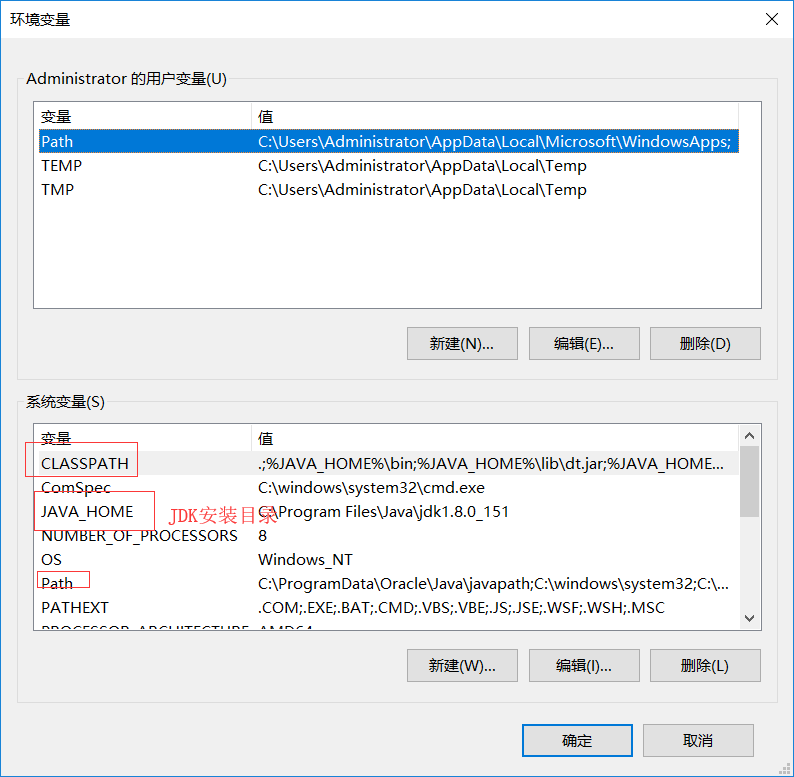 环境变量
Administrator 的用户变量(U)
变量 值
Path C:\Users\Administrator\AppData\Local\Microsoft\WindowsApps;
TEMP C:\Users\Administrator\AppData\Local\Temp
TMP C:\Users\Administrator\AppData\Local\Temp
新建(N)... 编辑(E)... 删除(D)
系统变量(S)
变量 值
CLASSPATH .;%JAVA_HOME%\bin;%JAVA_HOME%\lib\dt.jar;%JAVA_HOME...
ComSpec C:\windows\system32\cmd.exe
JAVA_HOME JDK安装目录 C:\Program Files\Java\jdk1.8.0_151
NUMBER_OF_PROCESSORS 8
OS Windows_NT
Path C:\ProgramData\Oracle\Java\javapath;C:\windows\system32;C:\...
PATHEXT .COM;.EXE;.BAT;.CMD;.VBS;.VBE;.JS;.JSE;.WSF;.WSH;.MSC
PROCESSOR_ARCHITECTURE AMD64
新建(W)... 编辑(I)... 删除(L)
确定 取消